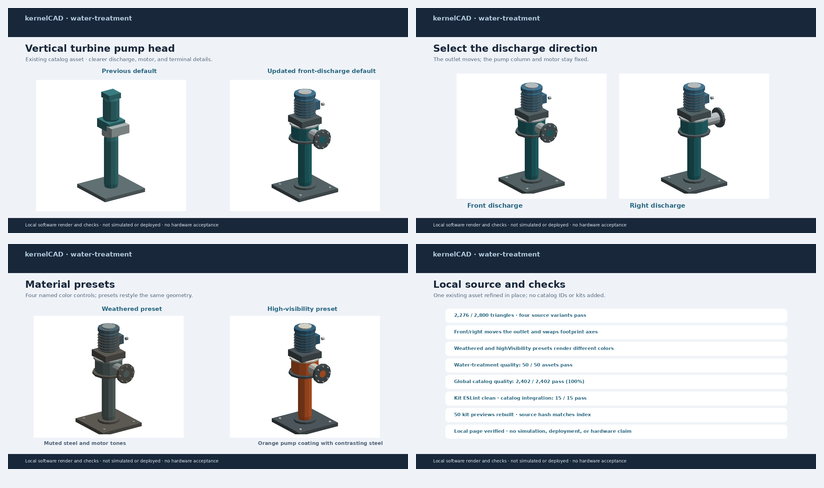 kernelCAD · water-treatment
Vertical turbine pump head
Existing catalog asset · clearer discharge, motor, and terminal details.
Previous default
Updated front-discharge default
Local software render and checks · not simulated or deployed · no hardware acceptance
kernelCAD · water-treatment
Select the discharge direction
The outlet moves; the pump column and motor stay fixed.
Front discharge
Right discharge
Local software render and checks · not simulated or deployed · no hardware acceptance
kernelCAD · water-treatment
Material presets
Four named color controls; presets restyle the same geometry.
Weathered preset
High-visibility preset
Muted steel and motor tones
Orange pump coating with contrasting steel
Local software render and checks · not simulated or deployed · no hardware acceptance
kernelCAD · water-treatment
Local source and checks
One existing asset refined in place; no catalog IDs or kits added.
2,276 / 2,800 triangles · four source variants pass
Front/right moves the outlet and swaps footprint axes
Weathered and highVisibility presets render different colors
Water-treatment quality: 50 / 50 assets pass
Global catalog quality: 2,402 / 2,402 pass (100%)
Kit ESLint clean · catalog integration: 15 / 15 pass
50 kit previews rebuilt · source hash matches index
Local page verified · no simulation, deployment, or hardware claim
Local software render and checks · not simulated or deployed · no hardware acceptance